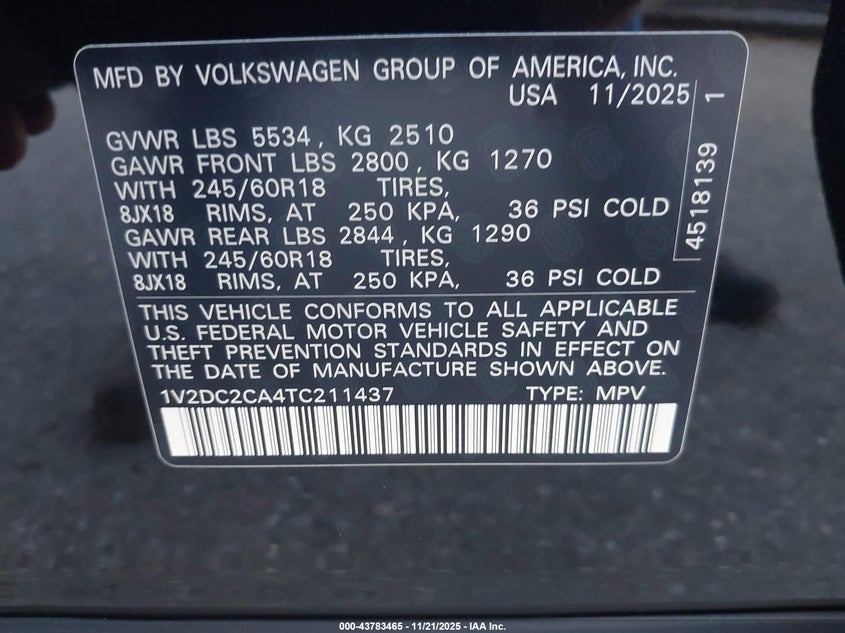 MFD BY VOLKSWAGEN GROUP OF AMERICA, INC.
USA 11/2025
GVWR LBS 5534, KG 2510
GAWR FRONT LBS 2800, KG 1270
WITH 245/60R18 TIRES,
8JX18 RIMS, AT 250 KPA, 36 PSI COLD
GAWR REAR LBS 2844, KG 1290
WITH 245/60R18 TIRES,
8JX18 RIMS, AT 250 KPA, 36 PSI COLD
4518139 1
THIS VEHICLE CONFORMS TO ALL APPLICABLE
U.S. FEDERAL MOTOR VEHICLE SAFETY AND
THEFT PREVENTION STANDARDS IN EFFECT ON
THE DATE OF MANUFACTURE SHOWN ABOVE.
1V2DC2CA4TC211437 TYPE: MPV
000-43783465 - 11/21/2025 - IAA Inc.